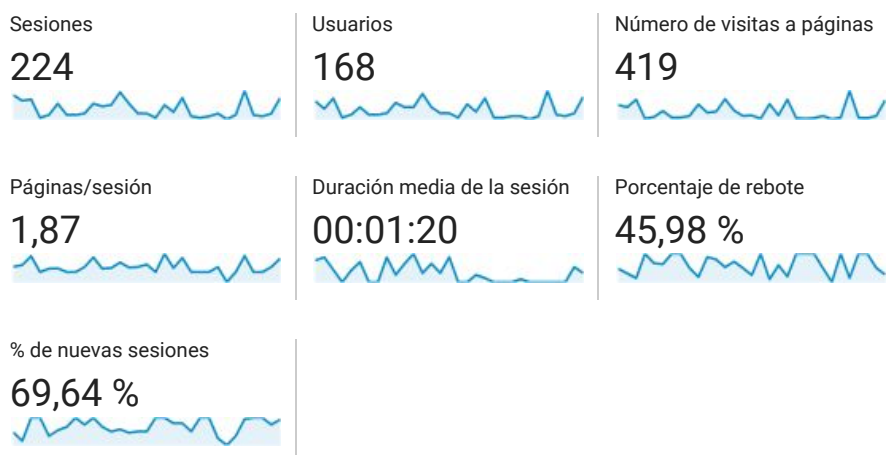 Sesiones
224
Usuarios
168
Número de visitas a páginas
419
Páginas/sesión
1,87
Duración media de la sesión
00:01:20
Porcentaje de rebote
45,98 %
% de nuevas sesiones
69,64 %